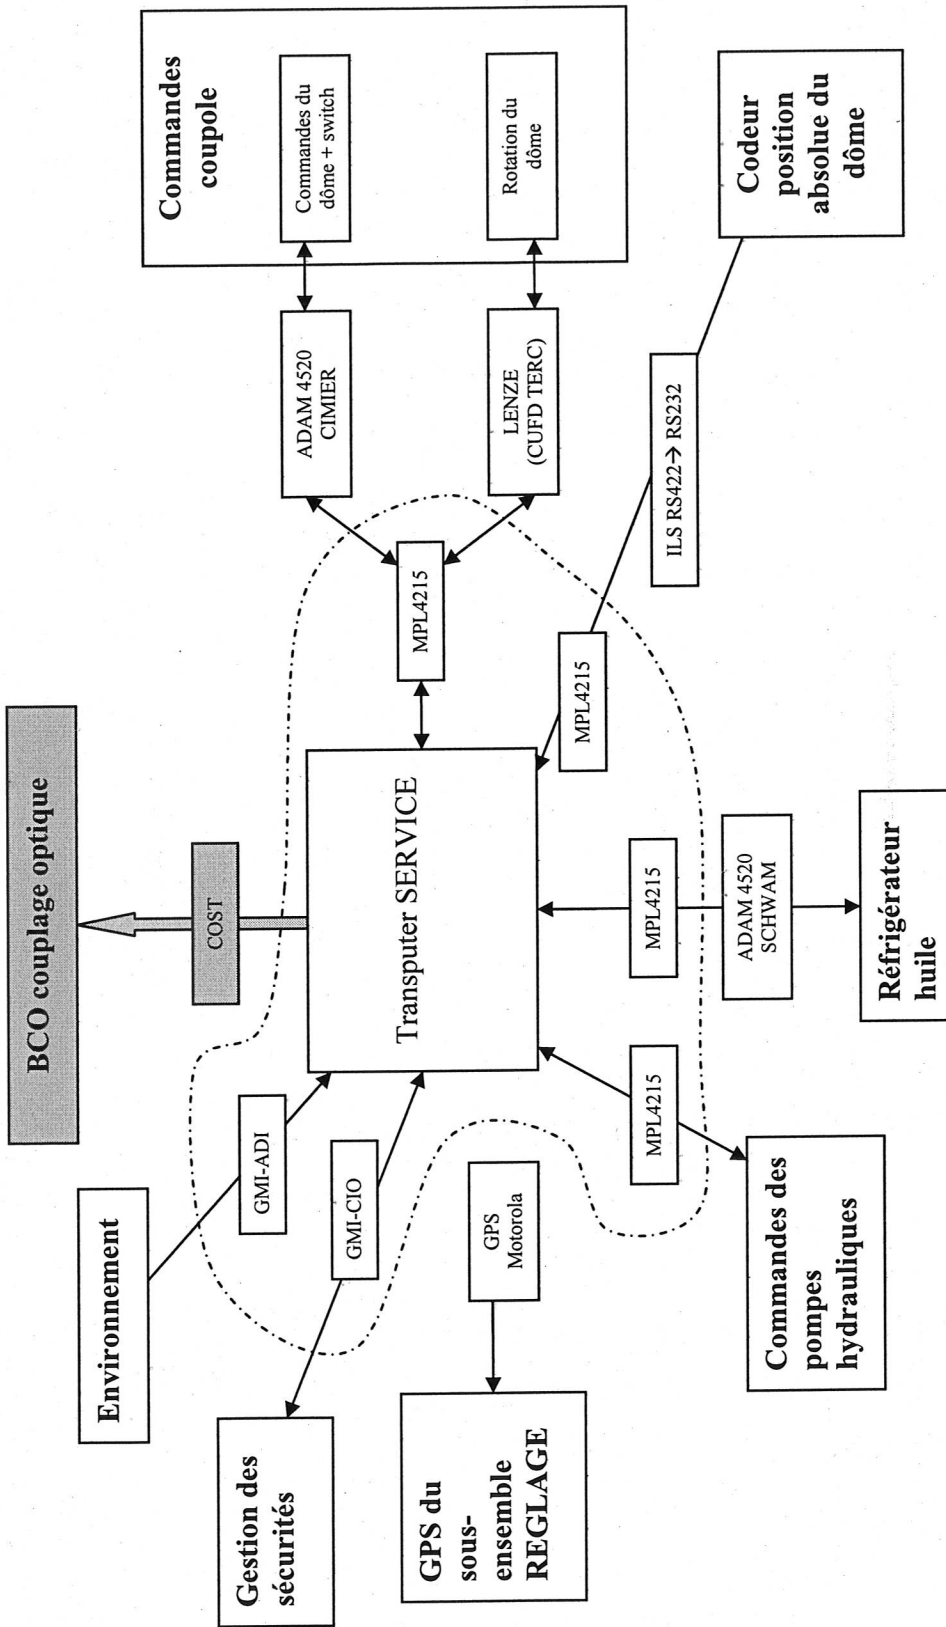 BCO couplage optique
COST
Environnement
GMI-ADI
Gestion des
sécurités
GMI-CIO
GPS du
sous-
ensemble
REGLAGE
GPS
Motorola
Transputer SERVICE
MPL4215
ADAM 4520
CIMIER
LENZE
(CUFD TERC)
Commandes
coupole
Commandes du
dôme + switch
Rotation du
dôme
MPL4215
ILS RS422→ RS232
Codeur
position
absolue du
dôme
MPL4215
ADAM 4520
SCHWAM
Réfrigérateur
huile
MPL4215
Commandes des
pompes
hydrauliques